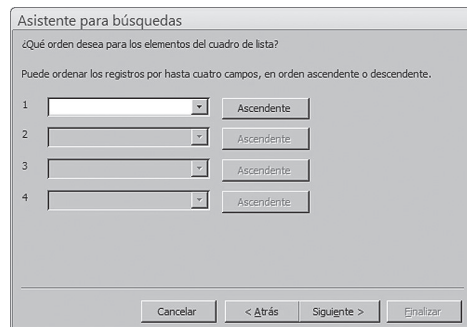 Asistente para búsquedas
¿Qué orden desea para los elementos del cuadro de lista?
Puede ordenar los registros por hasta cuatro campos, en orden ascendente o descendente.
1 Ascendente
2 Ascendente
3 Ascendente
4 Ascendente
Cancelar < Atrás Siguiente > Finalizar